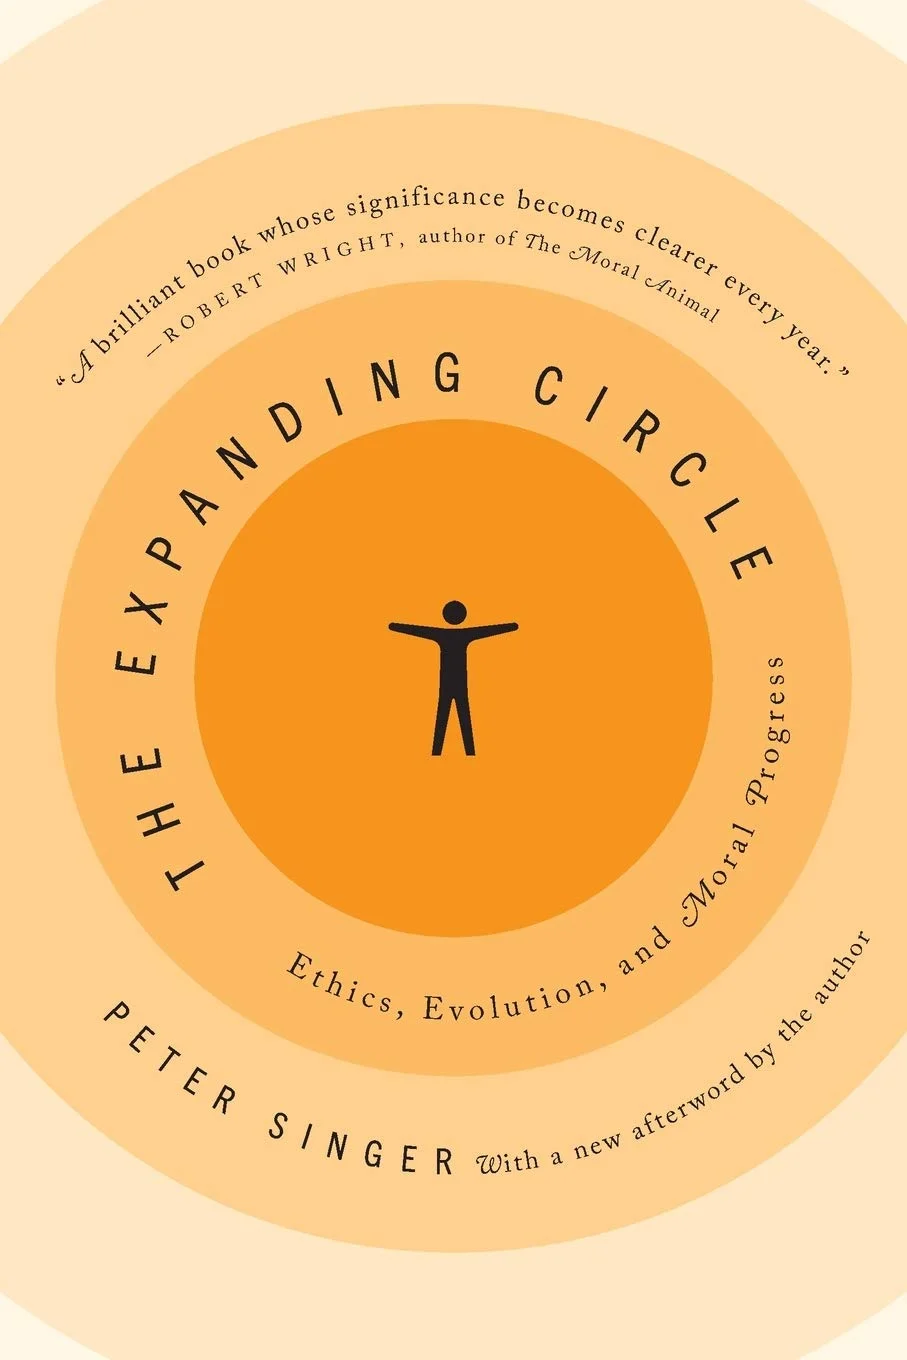 “A brilliant book whose significance becomes clearer every year.”
—ROBERT WRIGHT, author of The Moral Animal
THE EXPANDING CIRCLE
Ethics, Evolution, and Moral Progress
PETER SINGER With a new afterword by the author